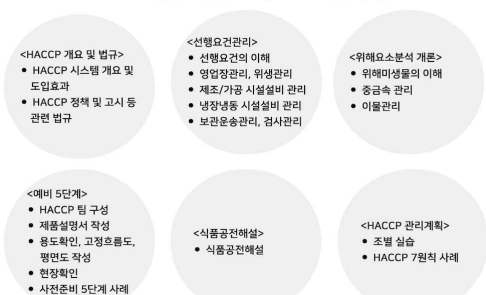 <HACCP 개요 및 법규>
• HACCP 시스템 개요 및
도입효과
• HACCP 정책 및 고시 등
관련 법규
<선행요건관리>
• 선행요건의 이해
• 영업장관리, 위생관리
• 제조/가공 시설설비 관리
• 냉장냉동 시설설비 관리
• 보관운송관리, 검사관리
<위해요소분석 개론>
• 위해미생물의 이해
• 중금속 관리
• 이물관리
<예비 5단계>
• HACCP 팀 구성
• 제품설명서 작성
• 용도확인, 고정흐름도,
평면도 작성
• 현장확인
• 사전준비 5단계 사례
<식품공전해설>
• 식품공전해설
<HACCP 관리계획>
• 조별 실습
• HACCP 7원칙 사례